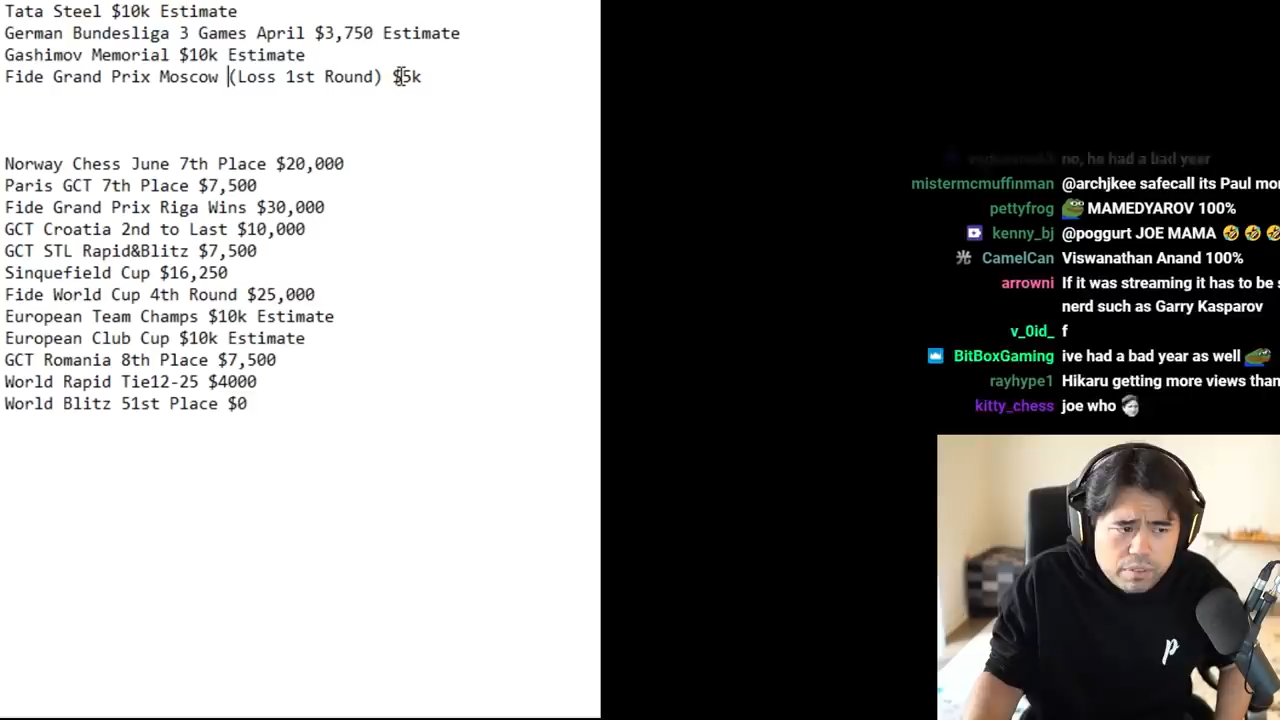 Tata Steel $10k Estimate
German Bundesliga 3 Games April $3,750 Estimate
Gashimov Memorial $10k Estimate
Fide Grand Prix Moscow (Loss 1st Round) $5k
Norway Chess June 7th Place $20,000
Paris GCT 7th Place $7,500
Fide Grand Prix Riga Wins $30,000
GCT Croatia 2nd to Last $10,000
GCT STL Rapid&Blitz $7,500
Sinquefield Cup $16,250
Fide World Cup 4th Round $25,000
European Team Champs $10k Estimate
European Club Cup $10k Estimate
GCT Romania 8th Place $7,500
World Rapid Tie12-25 $4000
World Blitz 51st Place $0
no, he had a bad year
mistermcmuffinman @archjkee safecall its Paul mor
pettyfrog MAMEDYAROV 100%
kenny_bj @poggurt JOE MAMA
CamelCan Viswanathan Anand 100%
arrowni If it was streaming it has to be s
nerd such as Garry Kasparov
v_0id_ f
BitBoxGaming ive had a bad year as well
rayhype1 Hikaru getting more views than
kitty_chess joe who
p